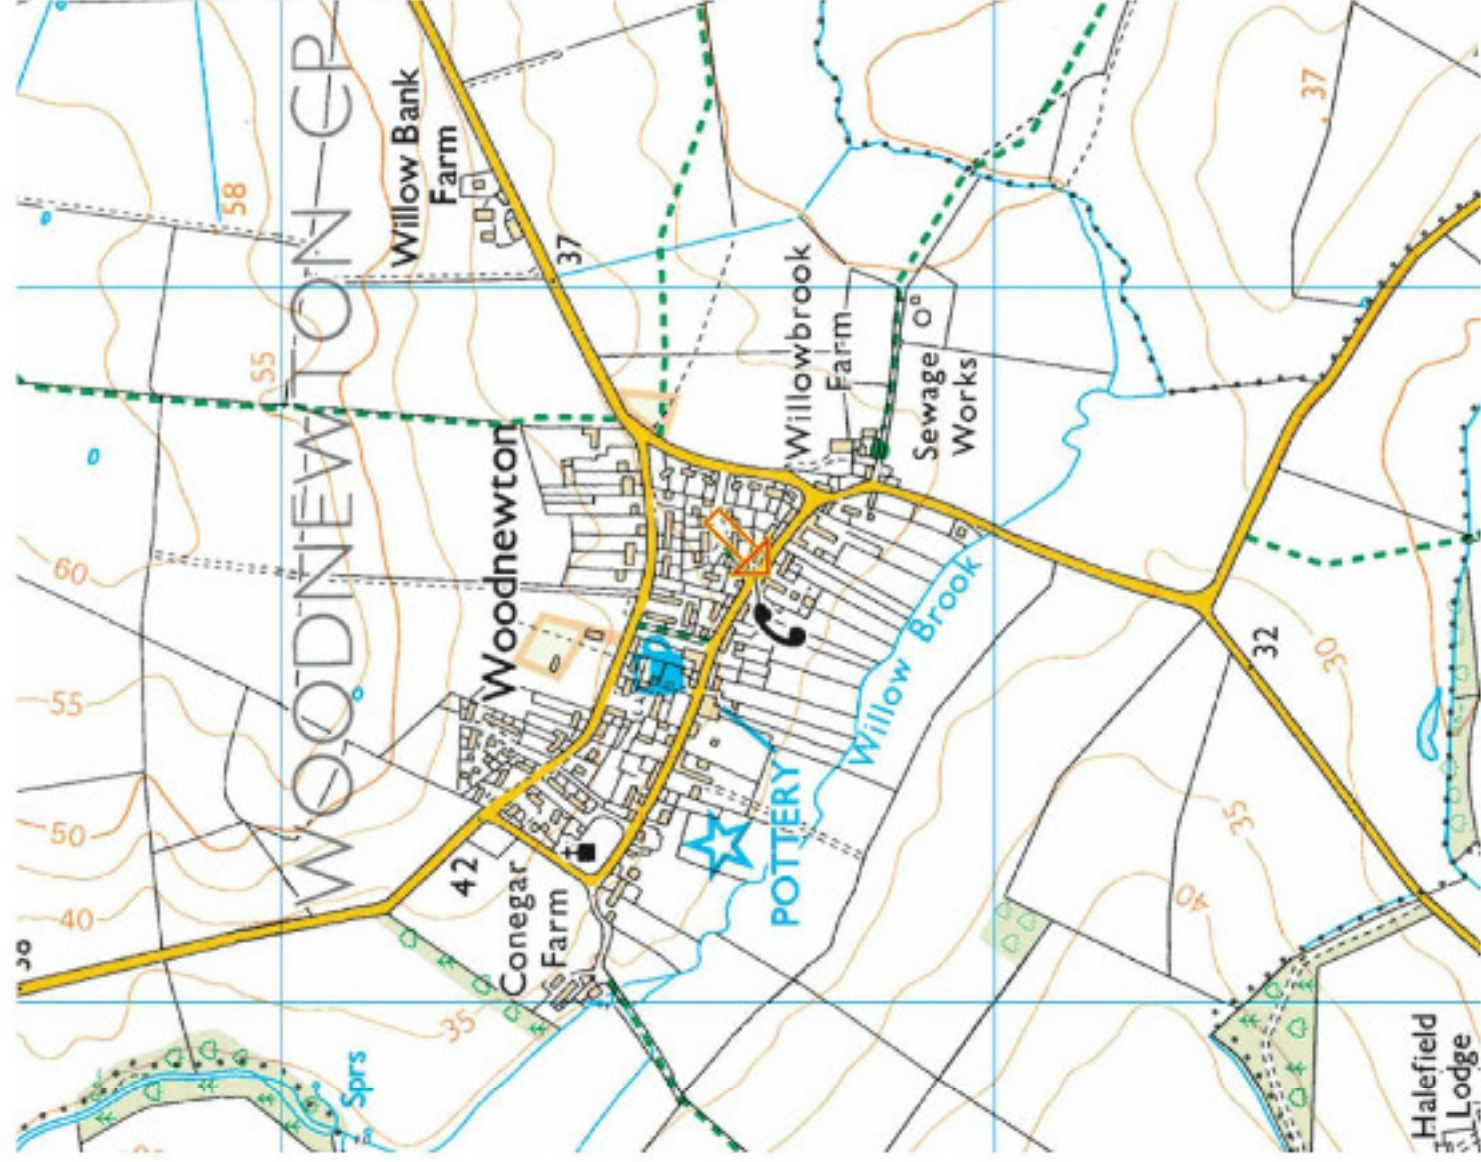 WOODNEWTON CP
Willow Bank
Farm
37
58
55
60
55
50
40
Woodnewton
Willowbrook
Farm
Sewage
Works
37
P
Willow Brook
POTTERY
42
Conegar
Farm
35
Sprs
32
30
35
40
Halefield
Lodge